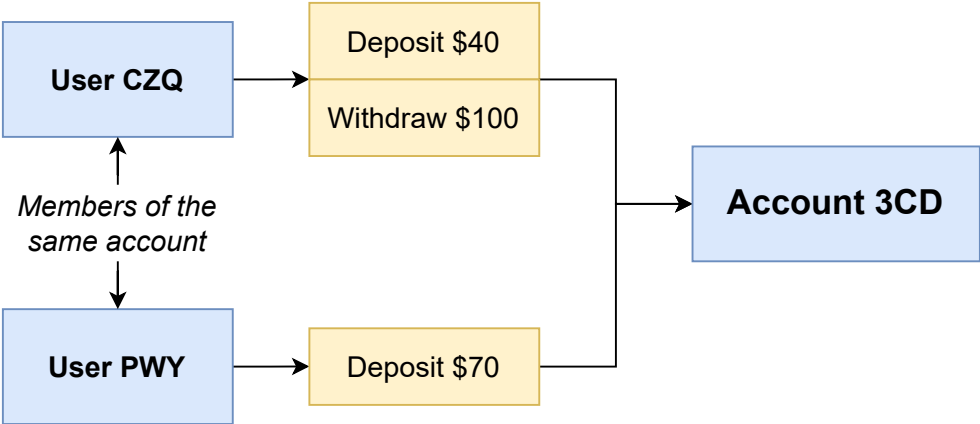 User CZQ
Deposit $40
Withdraw $100
Members of the
same account
Account 3CD
User PWY
Deposit $70